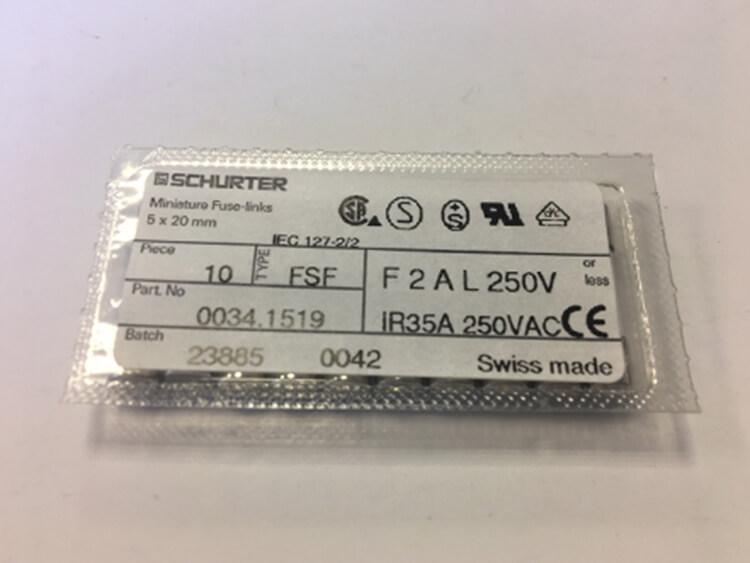 SCHURTER
Miniature Fuse-links
5 x 20 mm
IEC 127-2/2
Piece
10
TYPE
FSF
F 2 A L 250V
or
less
Part. No
0034.1519
IR35A 250VAC CE
Batch
23885 0042
Swiss made